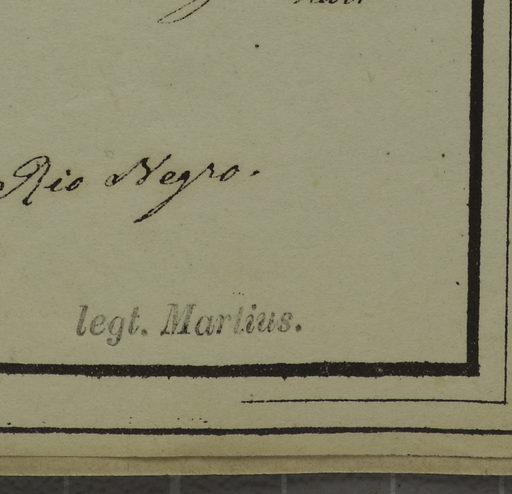 Rio Negro.
legt. Martius.